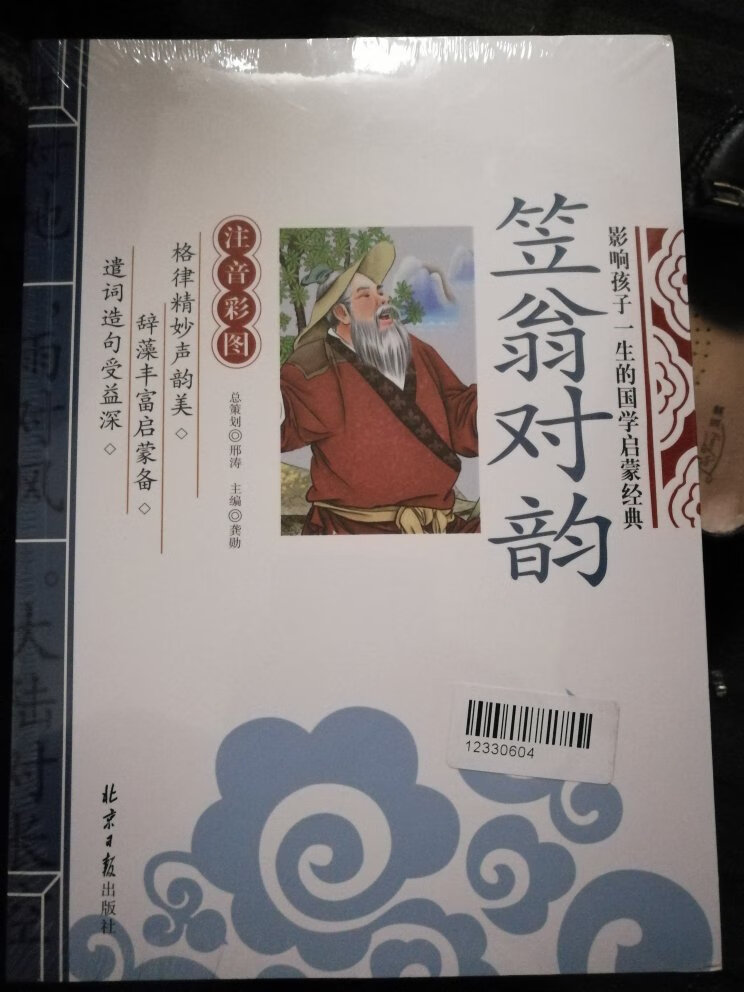 影响孩子一生的国学启蒙经典
笠翁对韵
注音彩图
格律精妙声韵美◇
辞藻丰富启蒙备◇
遣词造句受益深◇
总策划◎邢涛 主编◎龚勋
12330604
北京日报出版社